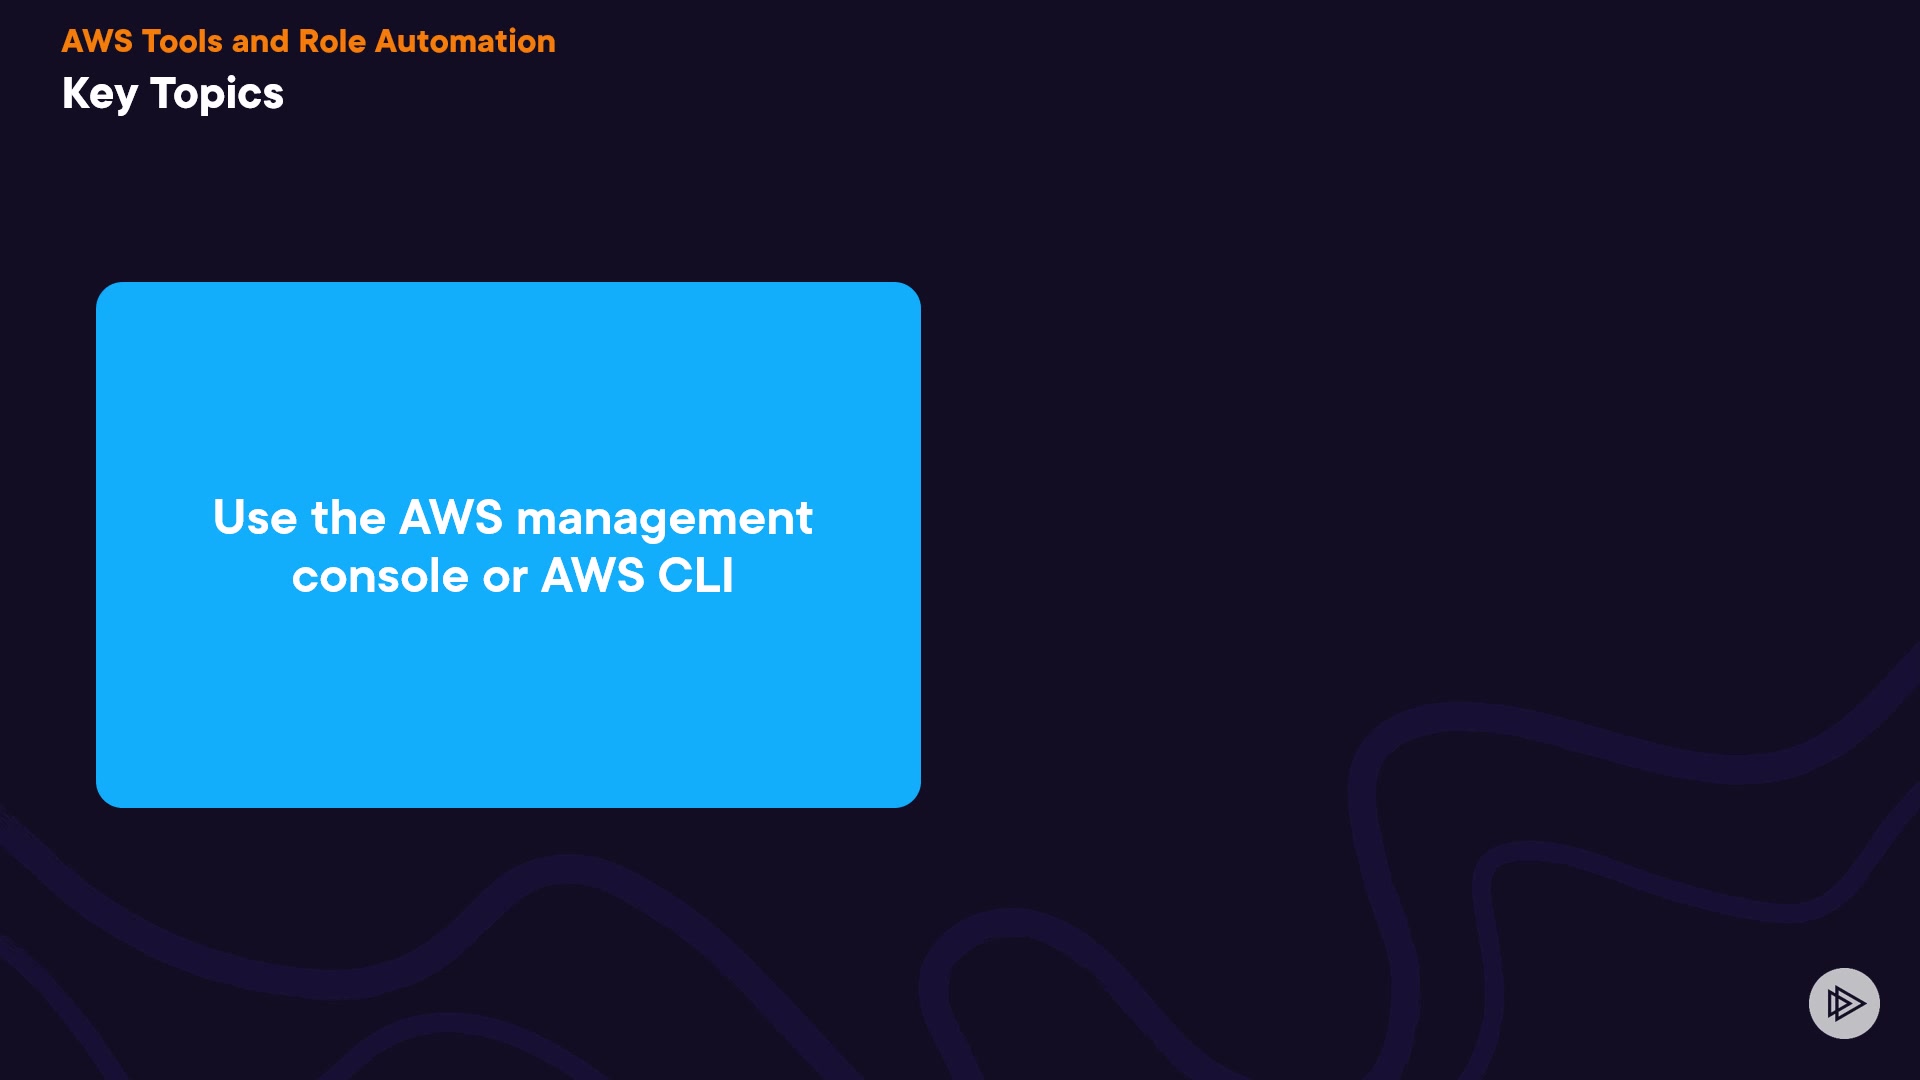 AWS Tools and Role Automation
Key Topics
Use the AWS management
console or AWS CLI